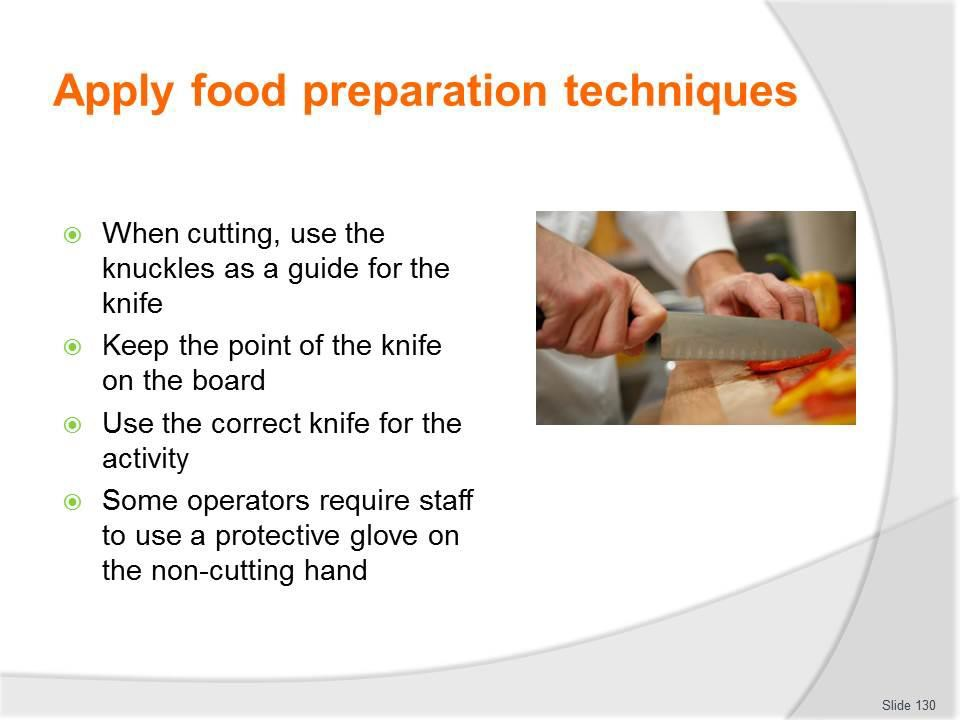 Apply food preparation techniques
When cutting, use the
knuckles as a guide for the
knife
Keep the point of the knife
on the board
Use the correct knife for the
activity
Some operators require staff
to use a protective glove on
the non-cutting hand
Slide 130